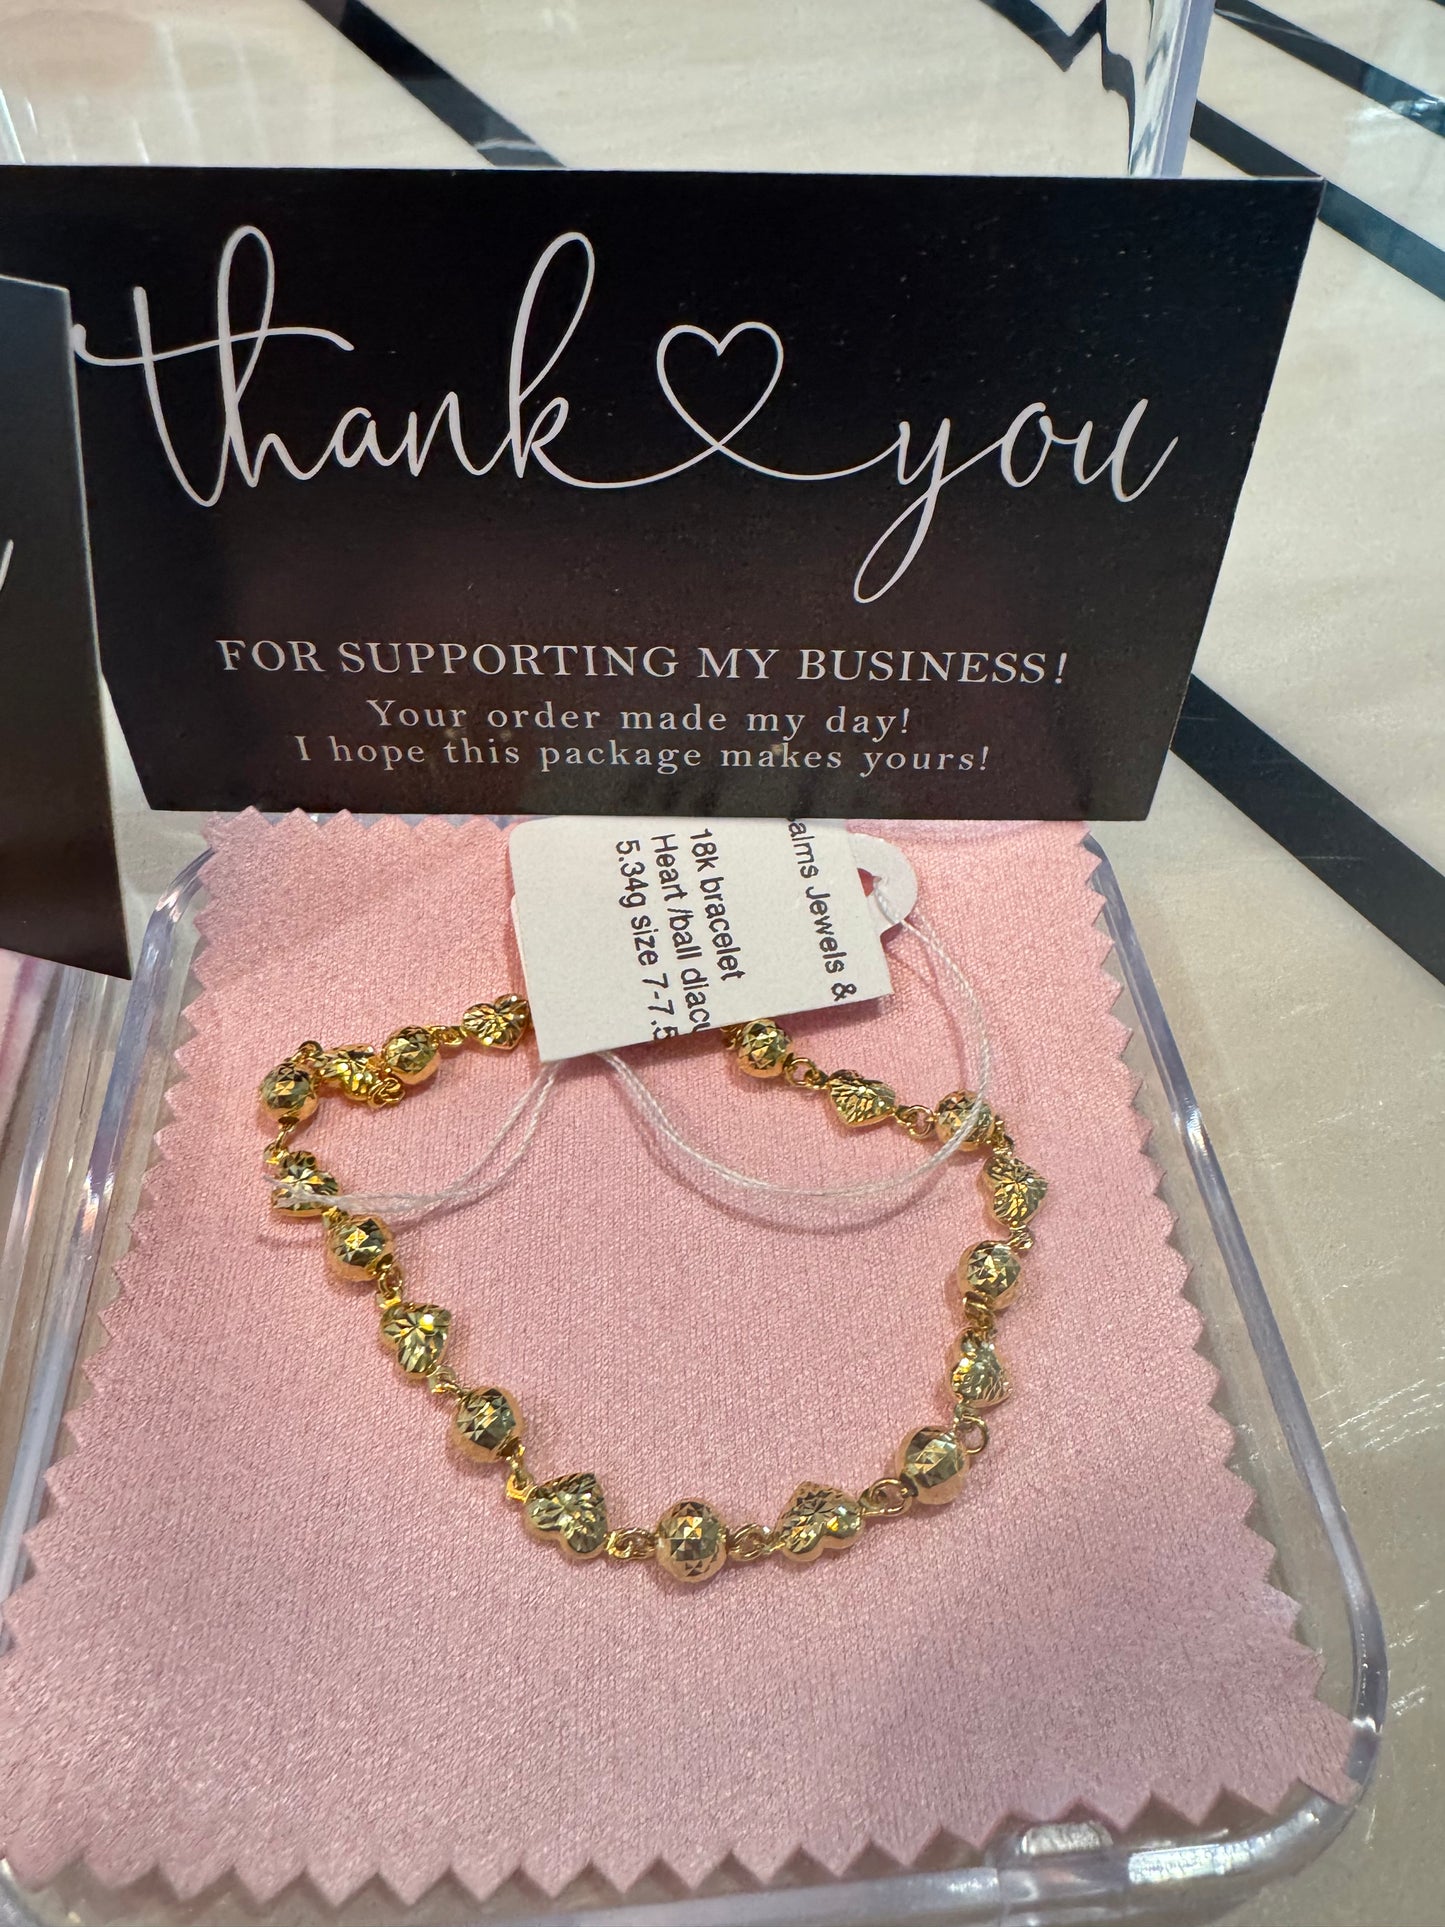 thank you
FOR SUPPORTING MY BUSINESS!
Your order made my day!
I hope this package makes yours!
Jewels &
18k bracelet
Heart /ball
5.34g size